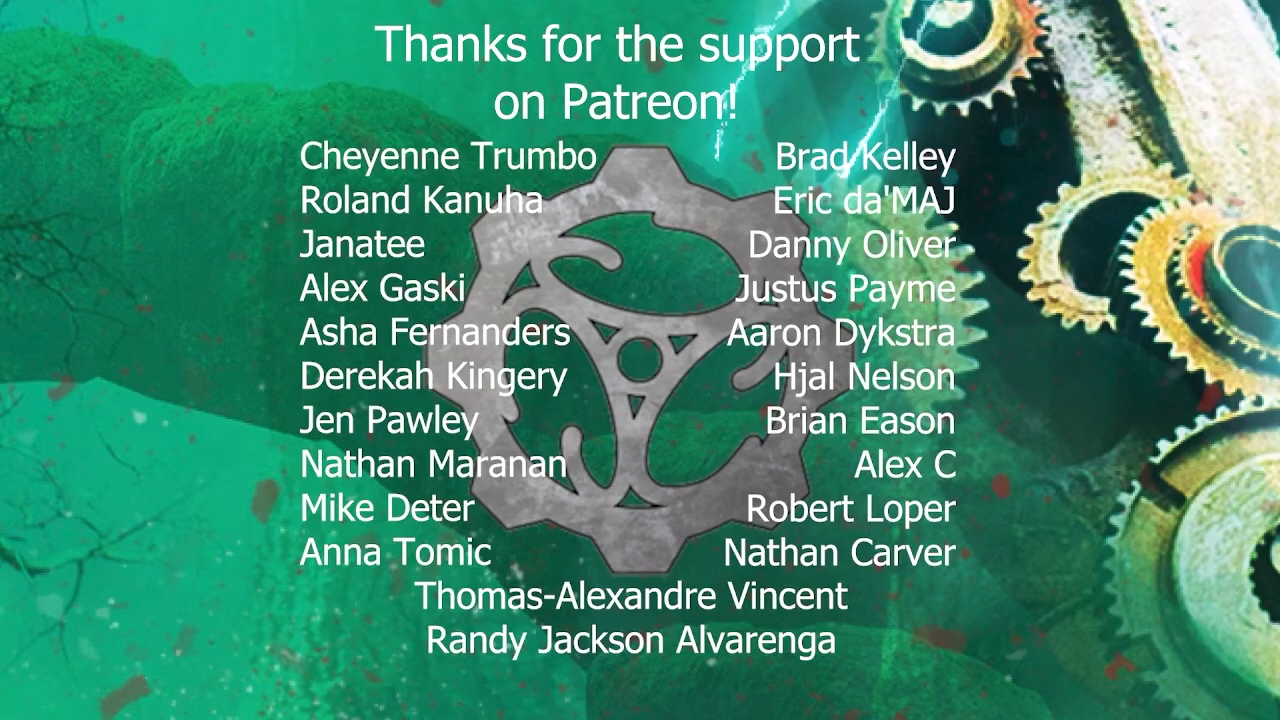 Thanks for the support
on Patreon!
Cheyenne Trumbo
Roland Kanuha
Janatee
Alex Gaski
Asha Fernanders
Derekah Kingery
Jen Pawley
Nathan Maranan
Mike Deter
Anna Tomic
Brad Kelley
Eric da'MAJ
Danny Oliver
Justus Payme
Aaron Dykstra
Hjal Nelson
Brian Eason
Alex C
Robert Loper
Nathan Carver
Thomas-Alexandre Vincent
Randy Jackson Alvarenga